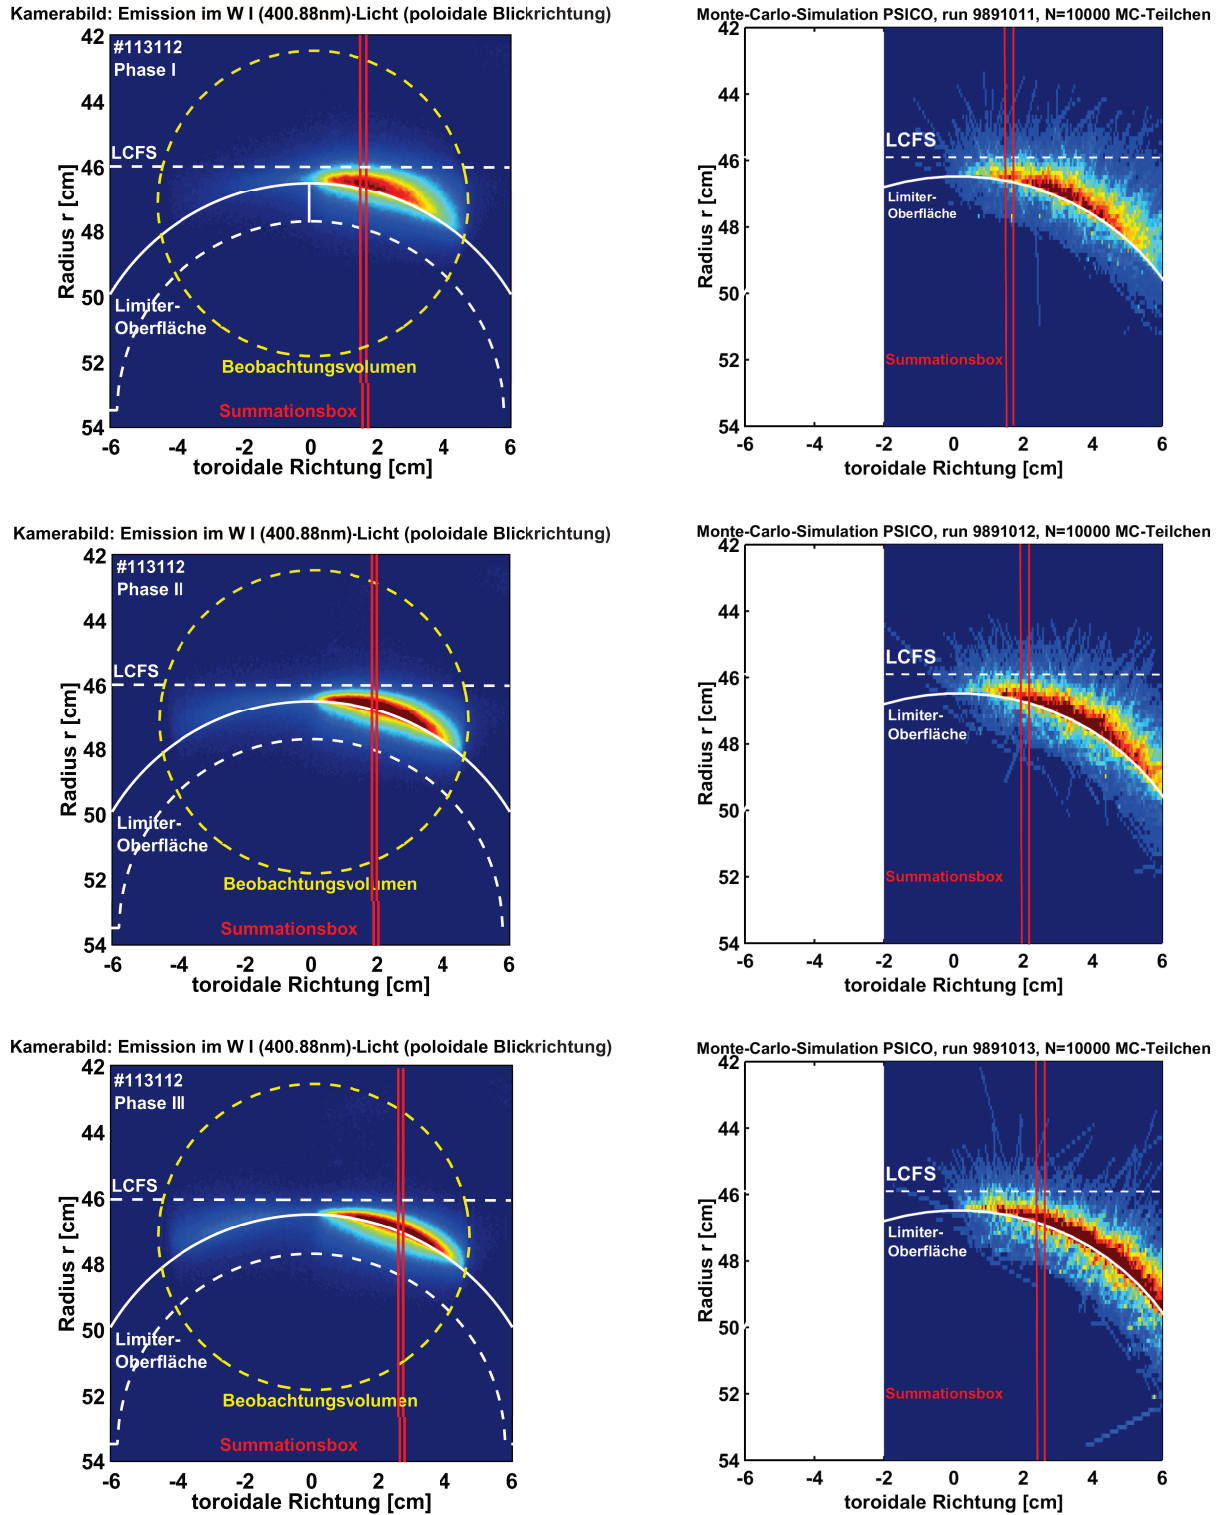 Kamerabild: Emission im W I (400.88nm)-Licht (poloidale Blickrichtung)
#113112
Phase I
42
44
46
48
50
52
54
LCFS
Limiter-
Oberfläche
Beobachtungsvolumen
Summationsbox
Radius r [cm]
-6 -4 -2 0 2 4 6
toroidale Richtung [cm]
Monte-Carlo-Simulation PSICO, run 9891011, N=10000 MC-Teilchen
42
44
46
48
50
52
54
LCFS
Limiter-
Oberfläche
Summationsbox
Radius r [cm]
-6 -4 -2 0 2 4 6
toroidale Richtung [cm]
Kamerabild: Emission im W I (400.88nm)-Licht (poloidale Blickrichtung)
#113112
Phase II
42
44
46
48
50
52
54
LCFS
Limiter-
Oberfläche
Beobachtungsvolumen
Summationsbox
Radius r [cm]
-6 -4 -2 0 2 4 6
toroidale Richtung [cm]
Monte-Carlo-Simulation PSICO, run 9891012, N=10000 MC-Teilchen
42
44
46
48
50
52
54
LCFS
Limiter-
Oberfläche
Summationsbox
Radius r [cm]
-6 -4 -2 0 2 4 6
toroidale Richtung [cm]
Kamerabild: Emission im W I (400.88nm)-Licht (poloidale Blickrichtung)
#113112
Phase III
42
44
46
48
50
52
54
LCFS
Limiter-
Oberfläche
Beobachtungsvolumen
Summationsbox
Radius r [cm]
-6 -4 -2 0 2 4 6
toroidale Richtung [cm]
Monte-Carlo-Simulation PSICO, run 9891013, N=10000 MC-Teilchen
42
44
46
48
50
52
54
LCFS
Limiter-
Oberfläche
Summationsbox
Radius r [cm]
-6 -4 -2 0 2 4 6
toroidale Richtung [cm]